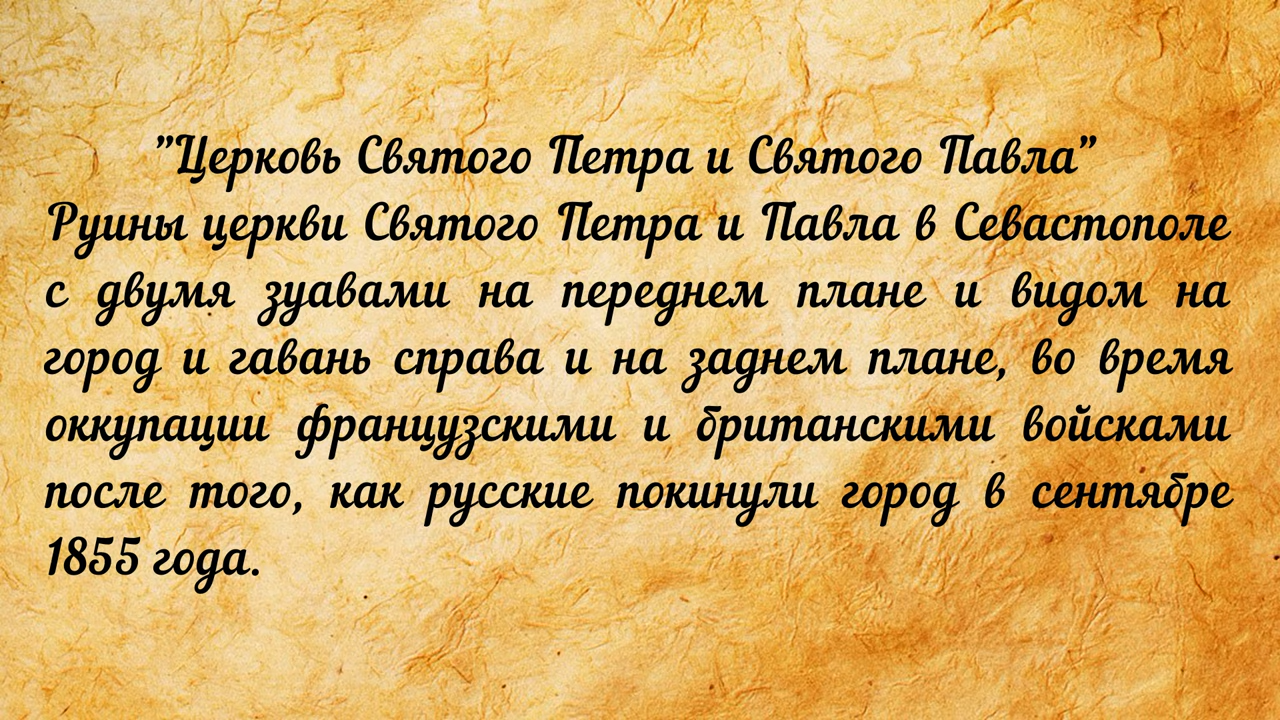 ”Церковь Святого Петра и Святого Павла”
Руины церкви Святого Петра и Павла в Севастополе
с двумя зуавами на переднем плане и видом на
город и гавань справа и на заднем плане, во время
оккупации французскими и британскими войсками
после того, как русские покинули город в сентябре
1855 года.